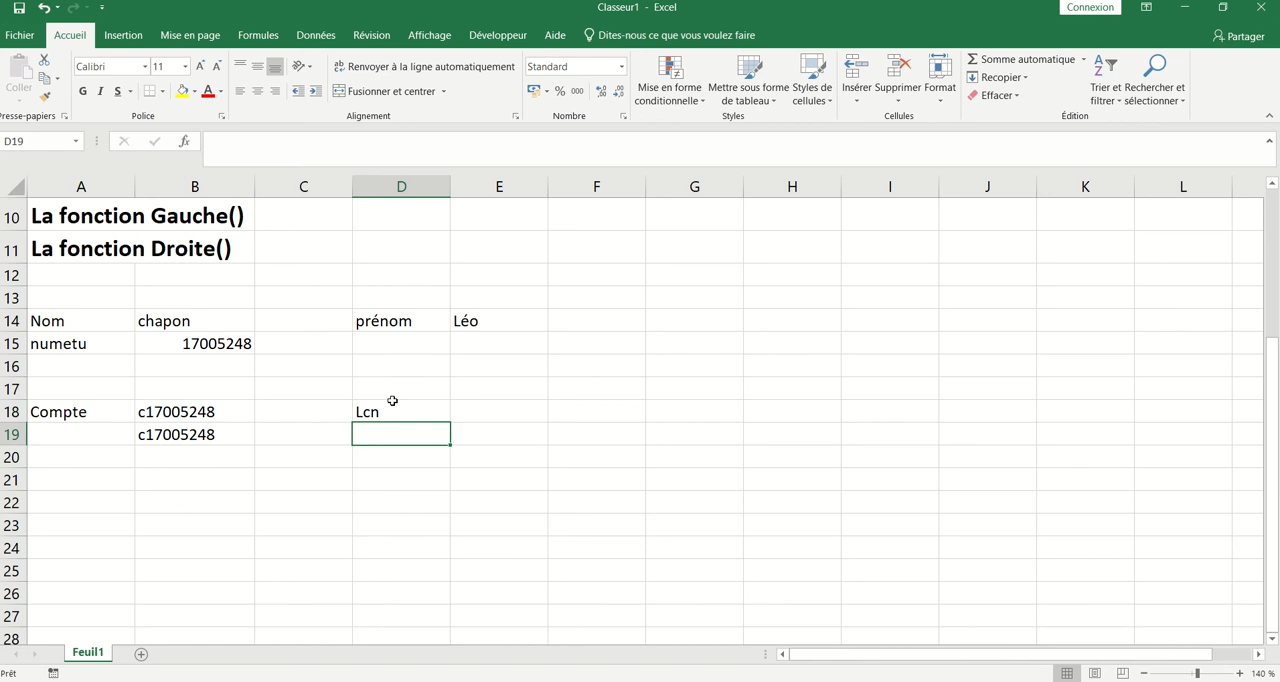 Classeur1 - Excel
Connexion
Fichier Accueil Insertion Mise en page Formules Données Révision Affichage Développeur Aide Dites-nous ce que vous voulez faire Partager
Coller
Calibri 11
Renvoyer à la ligne automatiquement
Standard
Mise en forme conditionnelle
Mettre sous forme de tableau
Styles de cellules
Insérer Supprimer Format
Somme automatique
Recopier
Effacer
Trier et filtrer
Rechercher et sélectionner
G I S
Fusionner et centrer
% 000
Presse-papiers Police Alignement Nombre Styles Cellules Édition
D19 fx
A B C D E F G H I J K L
10 La fonction Gauche()
11 La fonction Droite()
12
13
14 Nom chapon prénom Léo
15 numetu 17005248
16
17
18 Compte c17005248 Lcn
19 c17005248
20
21
22
23
24
25
26
27
28
Feuil1
Prêt 140 %